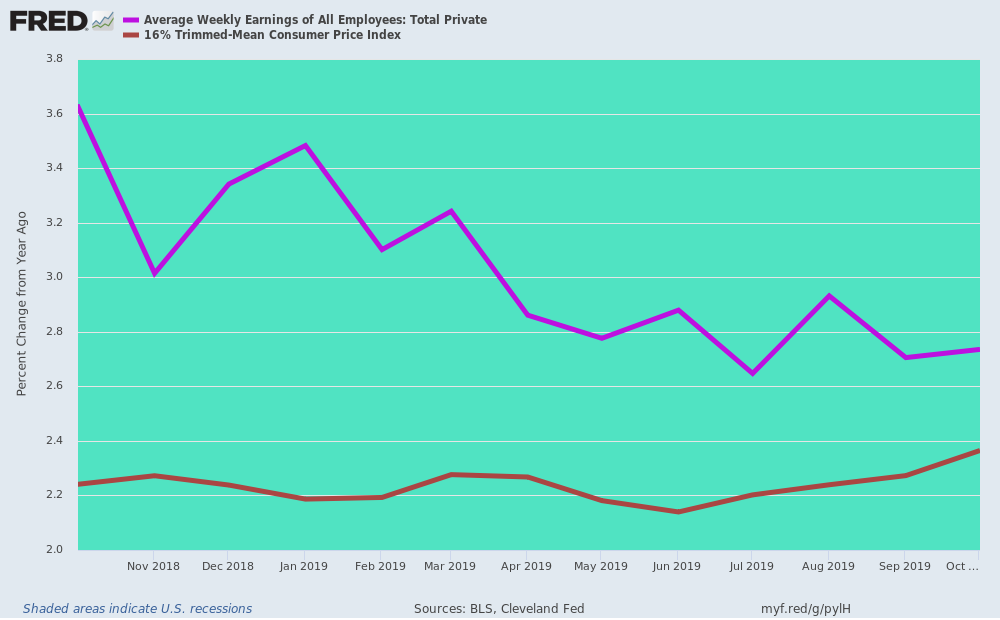 FRED
Average Weekly Earnings of All Employees: Total Private
16% Trimmed-Mean Consumer Price Index
3.8
3.6
3.4
3.2
3.0
2.8
2.6
2.4
2.2
2.0
Percent Change from Year Ago
Nov 2018 Dec 2018 Jan 2019 Feb 2019 Mar 2019 Apr 2019 May 2019 Jun 2019 Jul 2019 Aug 2019 Sep 2019 Oct ...
Shaded areas indicate U.S. recessions Sources: BLS, Cleveland Fed myf.red/g/pylH